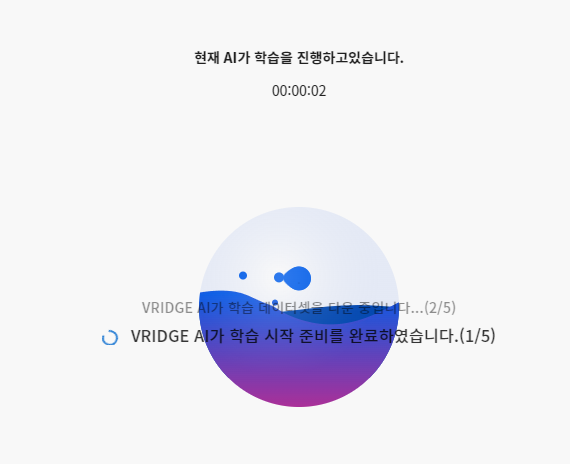 현재 AI가 학습을 진행하고있습니다.
00:00:02
VRIDGE AI가 학습 데이터셋을 다운 중입니다...(2/5)
VRIDGE AI가 학습 시작 준비를 완료하였습니다.(1/5)